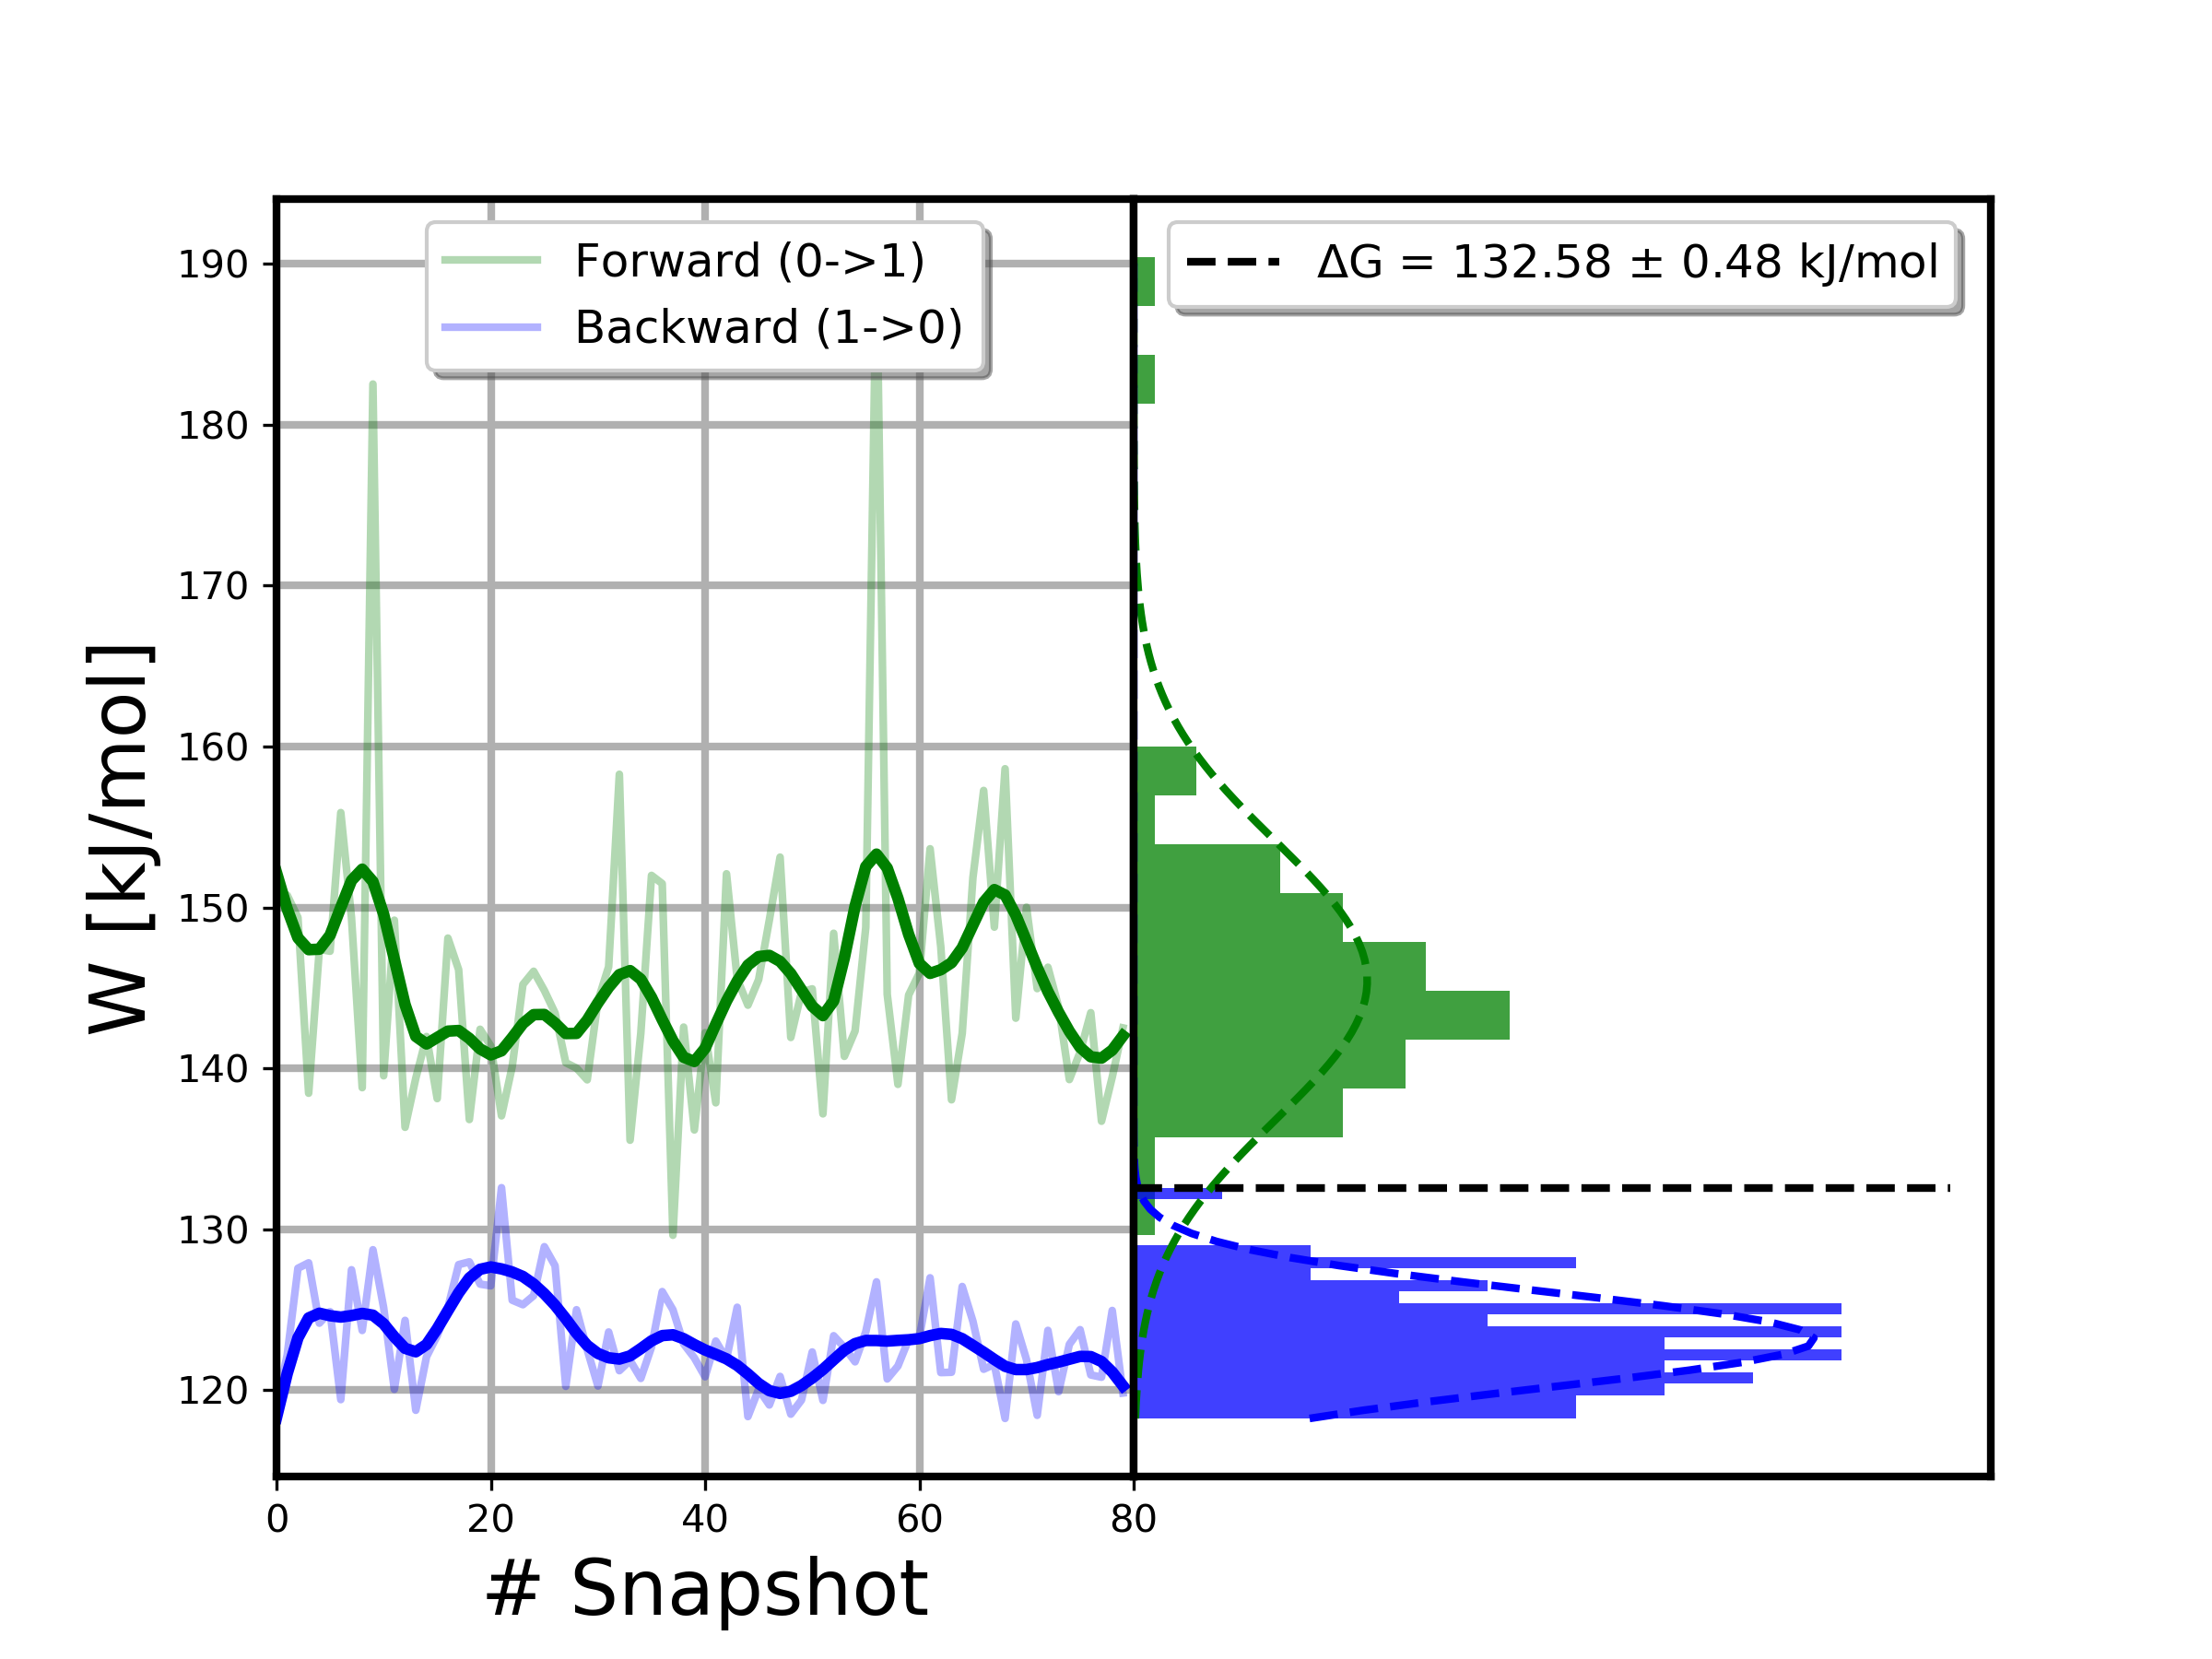 Forward (0->1)
Backward (1->0)
ΔG = 132.58 ± 0.48 kJ/mol
190
180
170
160
150
140
130
120
W [kJ/mol]
0 20 40 60 80
# Snapshot